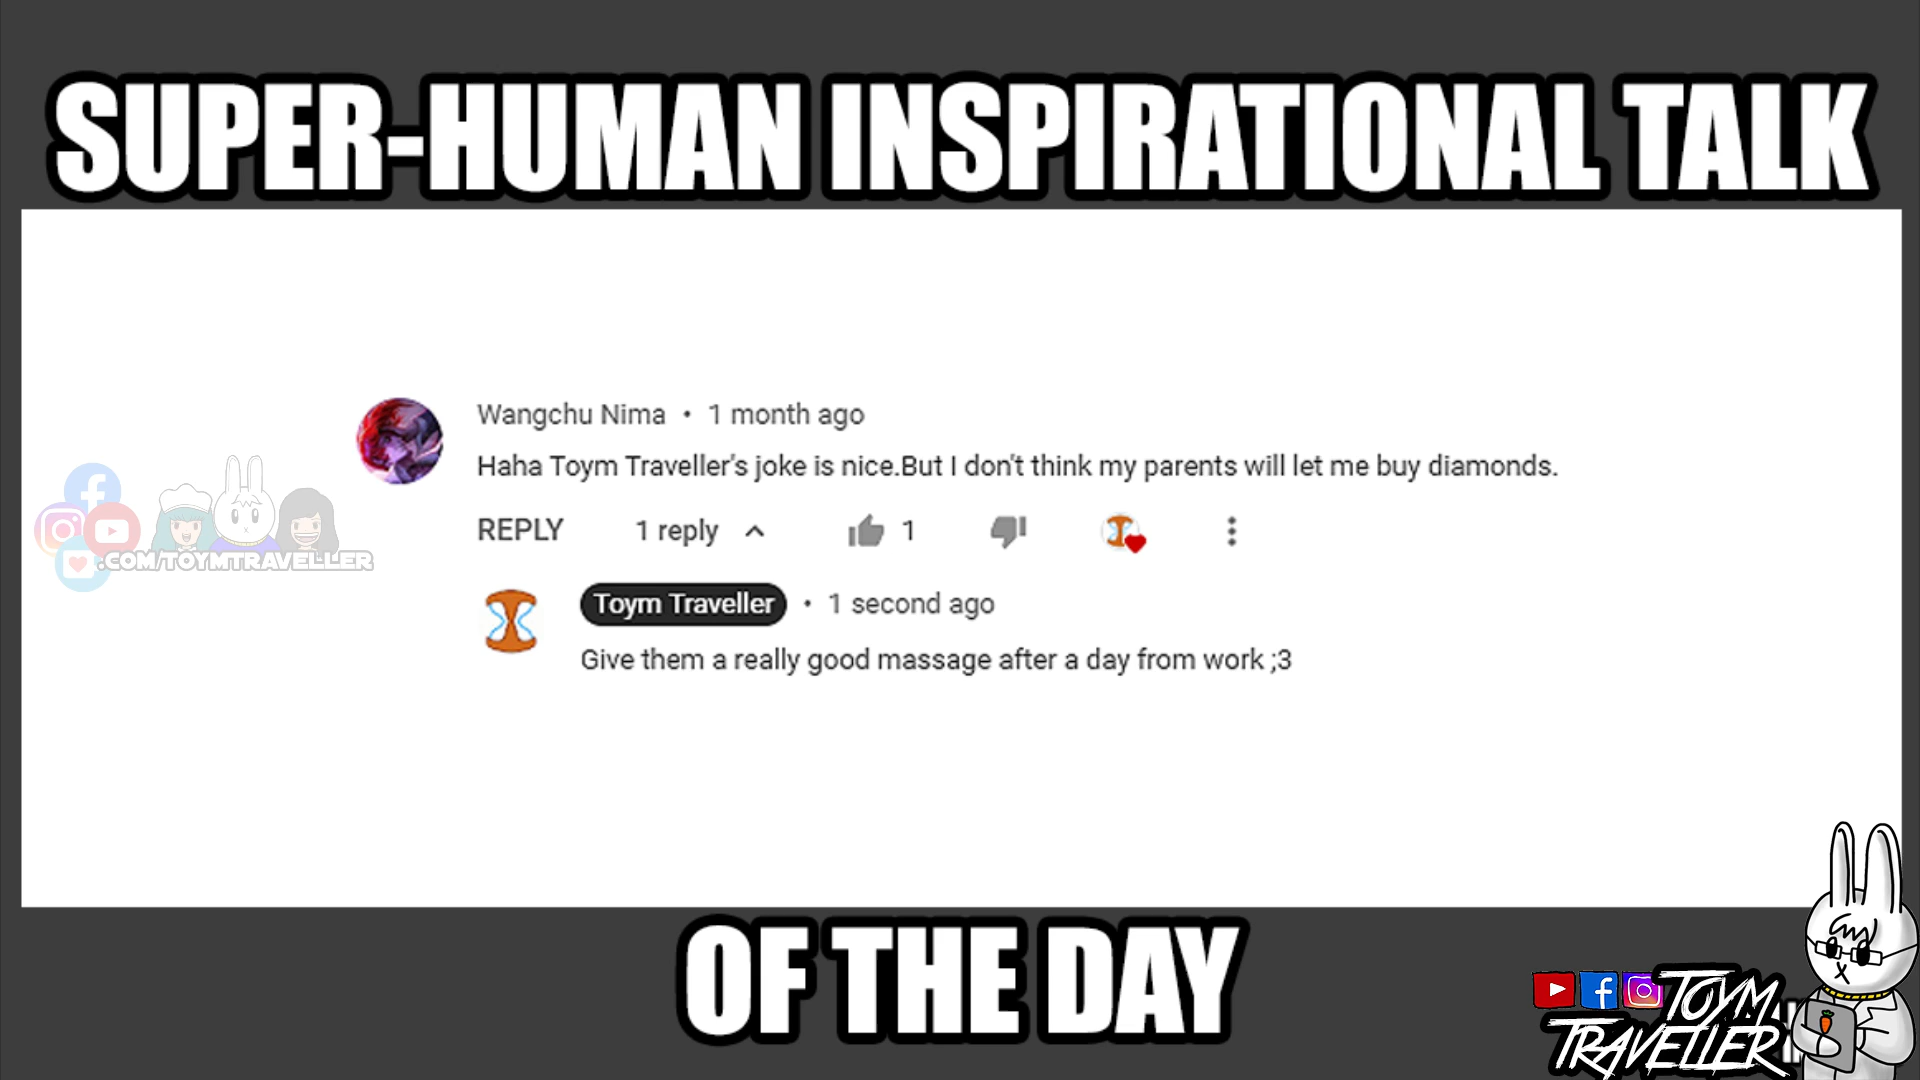 SUPER-HUMAN INSPIRATIONAL TALK
Wangchu Nima • 1 month ago
Haha Toym Traveller's joke is nice.But I don't think my parents will let me buy diamonds.
REPLY 1 reply 1
.COM/TOYMTRAVELLER
Toym Traveller • 1 second ago
Give them a really good massage after a day from work ;3
OF THE DAY
TOYM
TRAVELLER